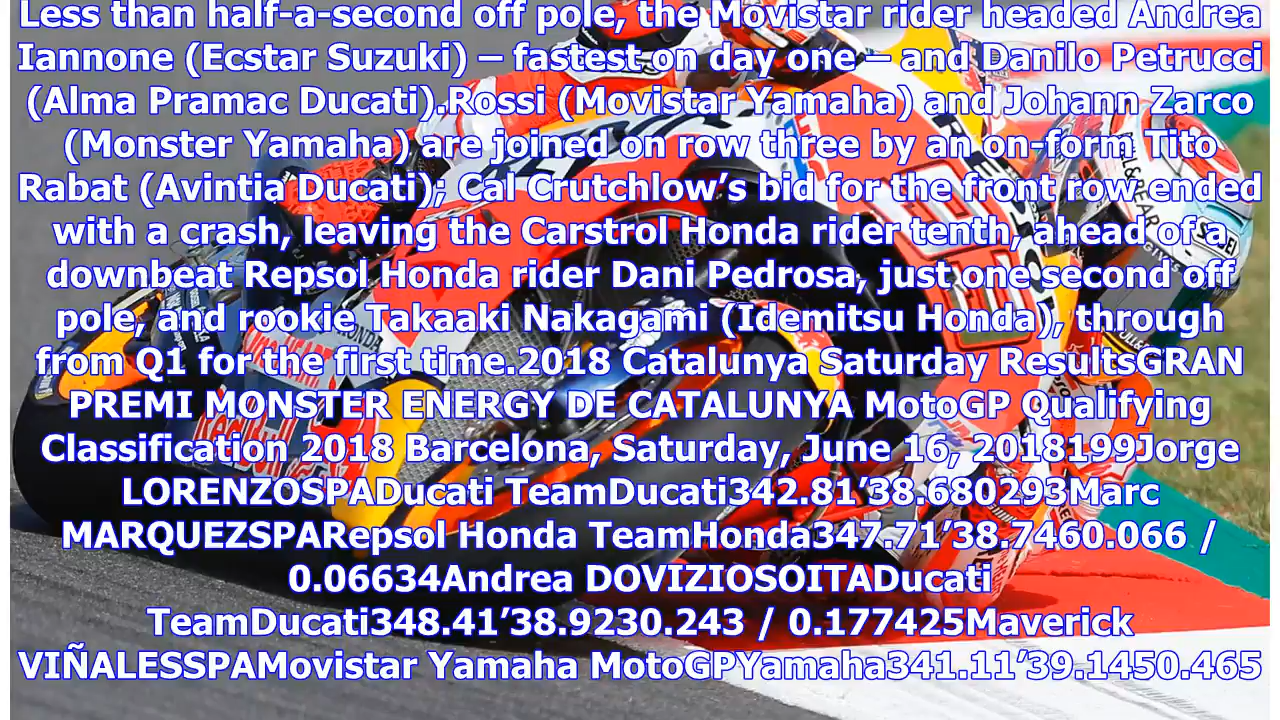 Less than half-a-second off pole, the Movistar rider headed Andrea
Iannone (Ecstar Suzuki) – fastest on day one – and Danilo Petrucci
(Alma Pramac Ducati).Rossi (Movistar Yamaha) and Johann Zarco
(Monster Yamaha) are joined on row three by an on-form Tito
Rabat (Avintia Ducati); Cal Crutchlow’s bid for the front row ended
with a crash, leaving the Carstrol Honda rider tenth, ahead of a
downbeat Repsol Honda rider Dani Pedrosa, just one second off
pole, and rookie Takaaki Nakagami (Idemitsu Honda), through
from Q1 for the first time.2018 Catalunya Saturday ResultsGRAN
PREMI MONSTER ENERGY DE CATALUNYA MotoGP Qualifying
Classification 2018 Barcelona, Saturday, June 16, 2018199Jorge
LORENZOSPADucati TeamDucati342.81’38.680293Marc
MARQUEZSPARepsol Honda TeamHonda347.71’38.7460.066 /
0.06634Andrea DOVIZIOSOITADucati
TeamDucati348.41’38.9230.243 / 0.177425Maverick
VIÑALESSPAMovistar Yamaha MotoGPYamaha341.11’39.1450.465
HONDA
Red Bull